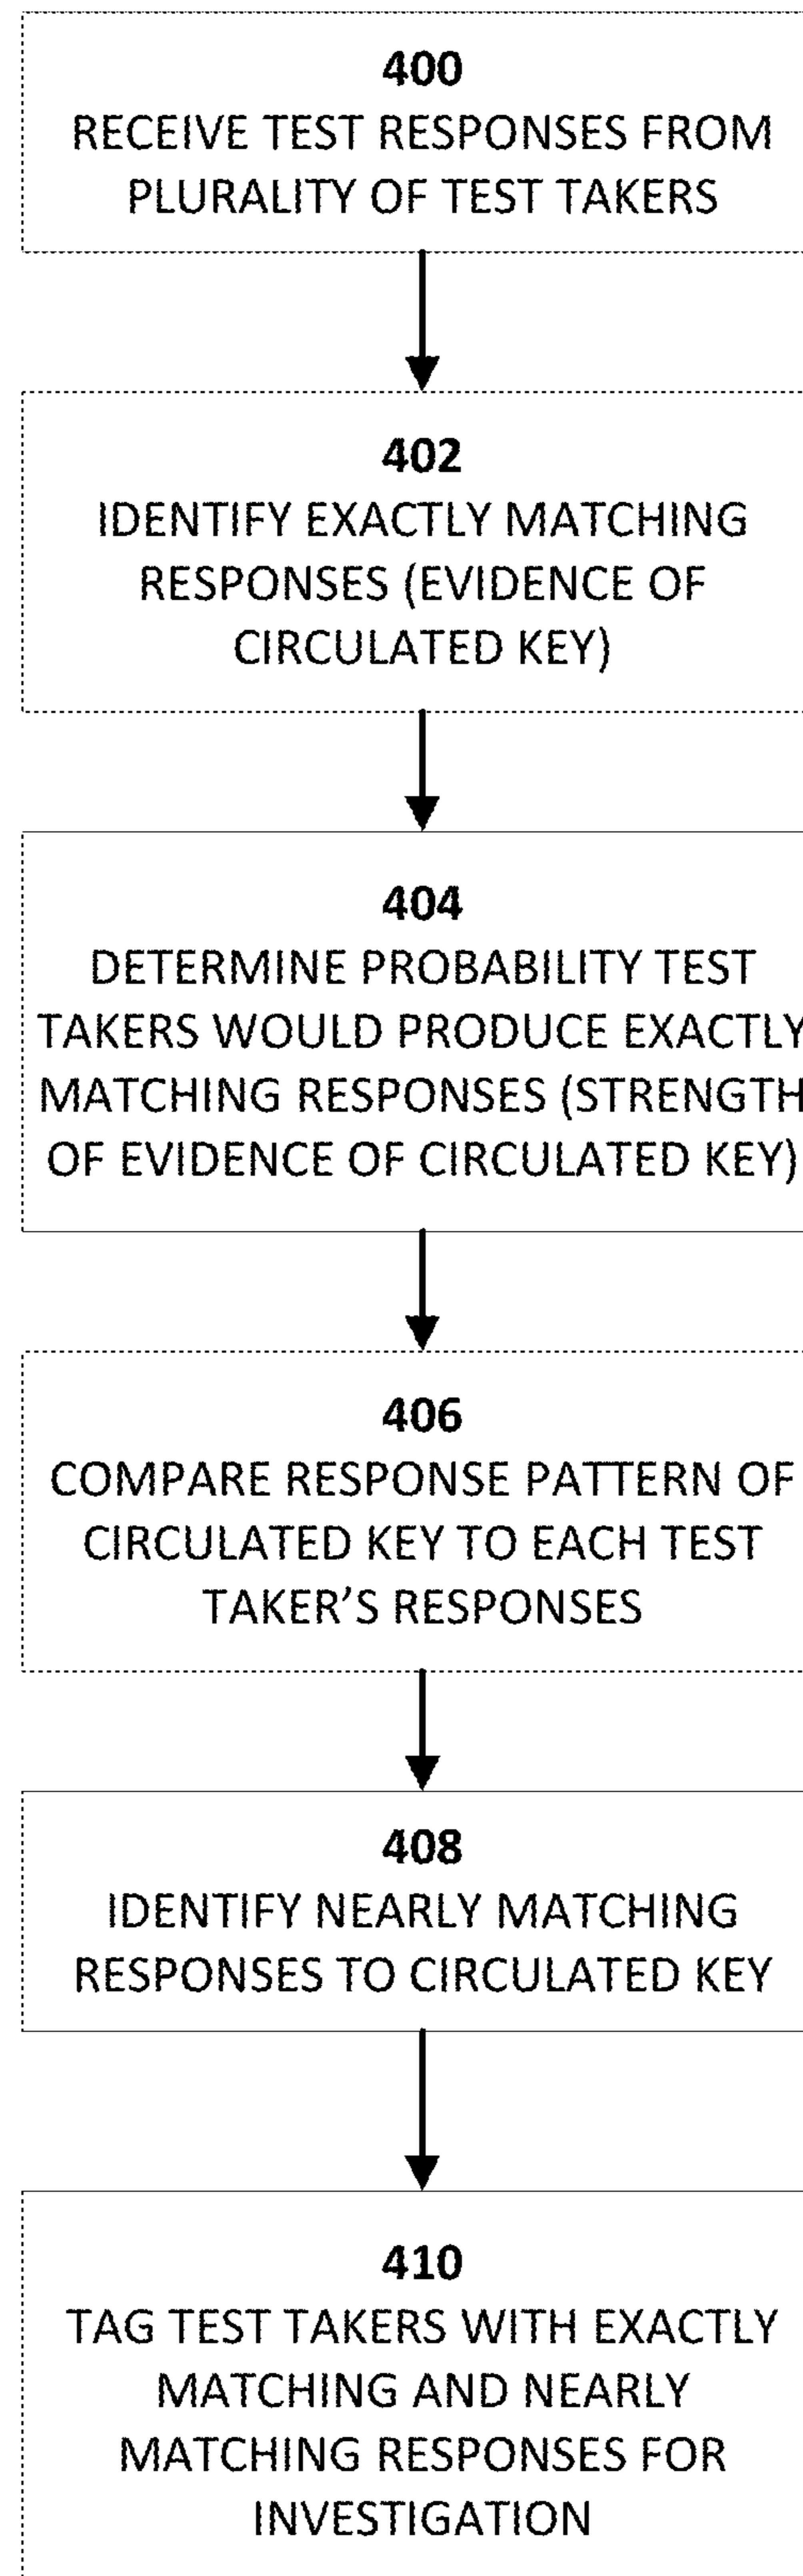 400
RECEIVE TEST RESPONSES FROM
PLURALITY OF TEST TAKERS
402
IDENTIFY EXACTLY MATCHING
RESPONSES (EVIDENCE OF
CIRCULATED KEY)
404
DETERMINE PROBABILITY TEST
TAKERS WOULD PRODUCE EXACTLY
MATCHING RESPONSES (STRENGTH
OF EVIDENCE OF CIRCULATED KEY)
406
COMPARE RESPONSE PATTERN OF
CIRCULATED KEY TO EACH TEST
TAKER’S RESPONSES
408
IDENTIFY NEARLY MATCHING
RESPONSES TO CIRCULATED KEY
410
TAG TEST TAKERS WITH EXACTLY
MATCHING AND NEARLY
MATCHING RESPONSES FOR
INVESTIGATION